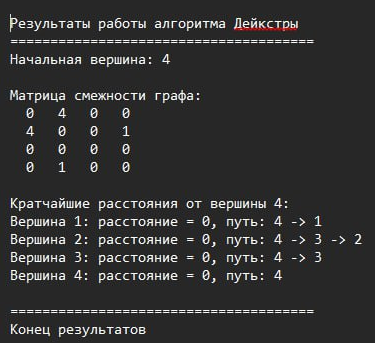 Результаты работы алгоритма Дейкстры
======================================
Начальная вершина: 4
Матрица смежности графа:
0 4 0 0
4 0 0 1
0 0 0 0
0 1 0 0
Кратчайшие расстояния от вершины 4:
Вершина 1: расстояние = 0, путь: 4 -> 1
Вершина 2: расстояние = 0, путь: 4 -> 3 -> 2
Вершина 3: расстояние = 0, путь: 4 -> 3
Вершина 4: расстояние = 0, путь: 4
======================================
Конец результатов